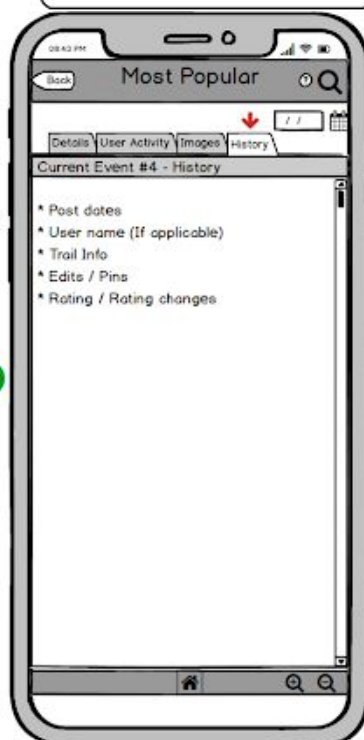 08:40 PM
Back
Most Popular
?
/ /
Details User Activity Images History
Current Event #4 - History
* Post dates
* User name (If applicable)
* Trail Info
* Edits / Pins
* Rating / Rating changes